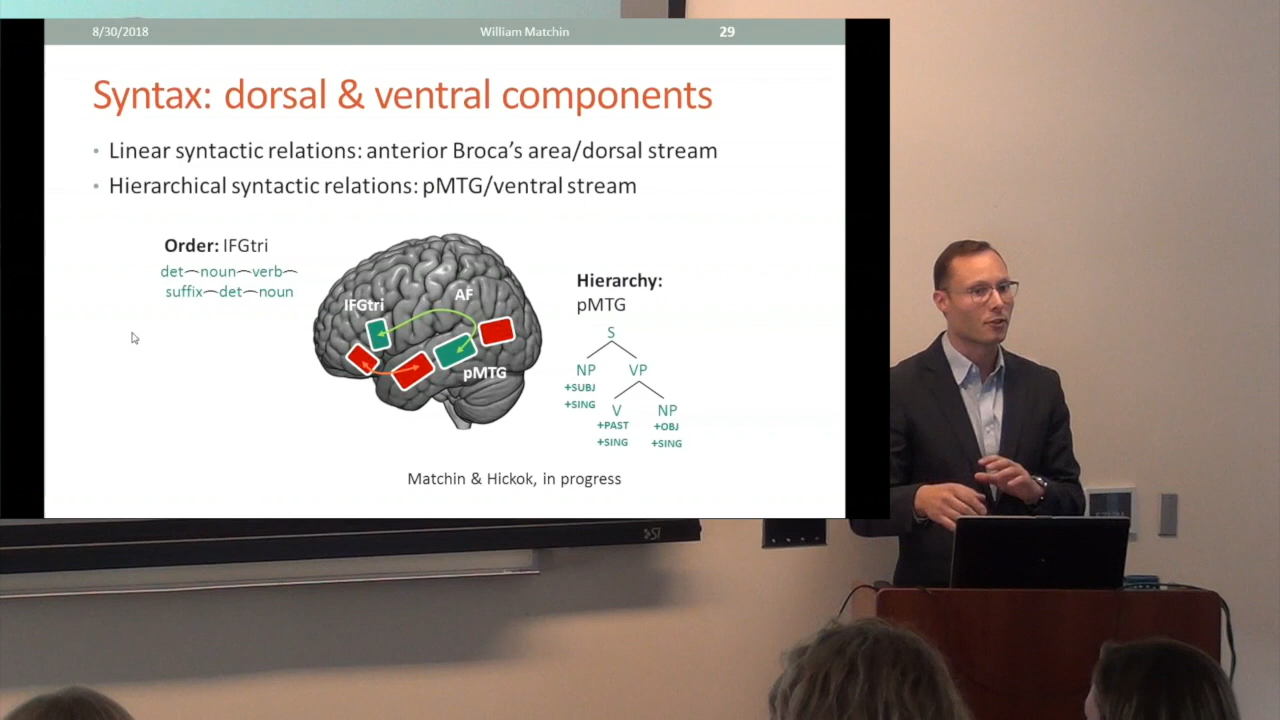 8/30/2018 William Matchin 29
Syntax: dorsal & ventral components
• Linear syntactic relations: anterior Broca's area/dorsal stream
• Hierarchical syntactic relations: pMTG/ventral stream
Order: IFGtri
det⁀noun⁀verb⁀
suffix⁀det⁀noun
IFGtri
AF
pMTG
Hierarchy:
pMTG
S
NP VP
+SUBJ
+SING
V NP
+PAST +OBJ
+SING +SING
Matchin & Hickok, in progress